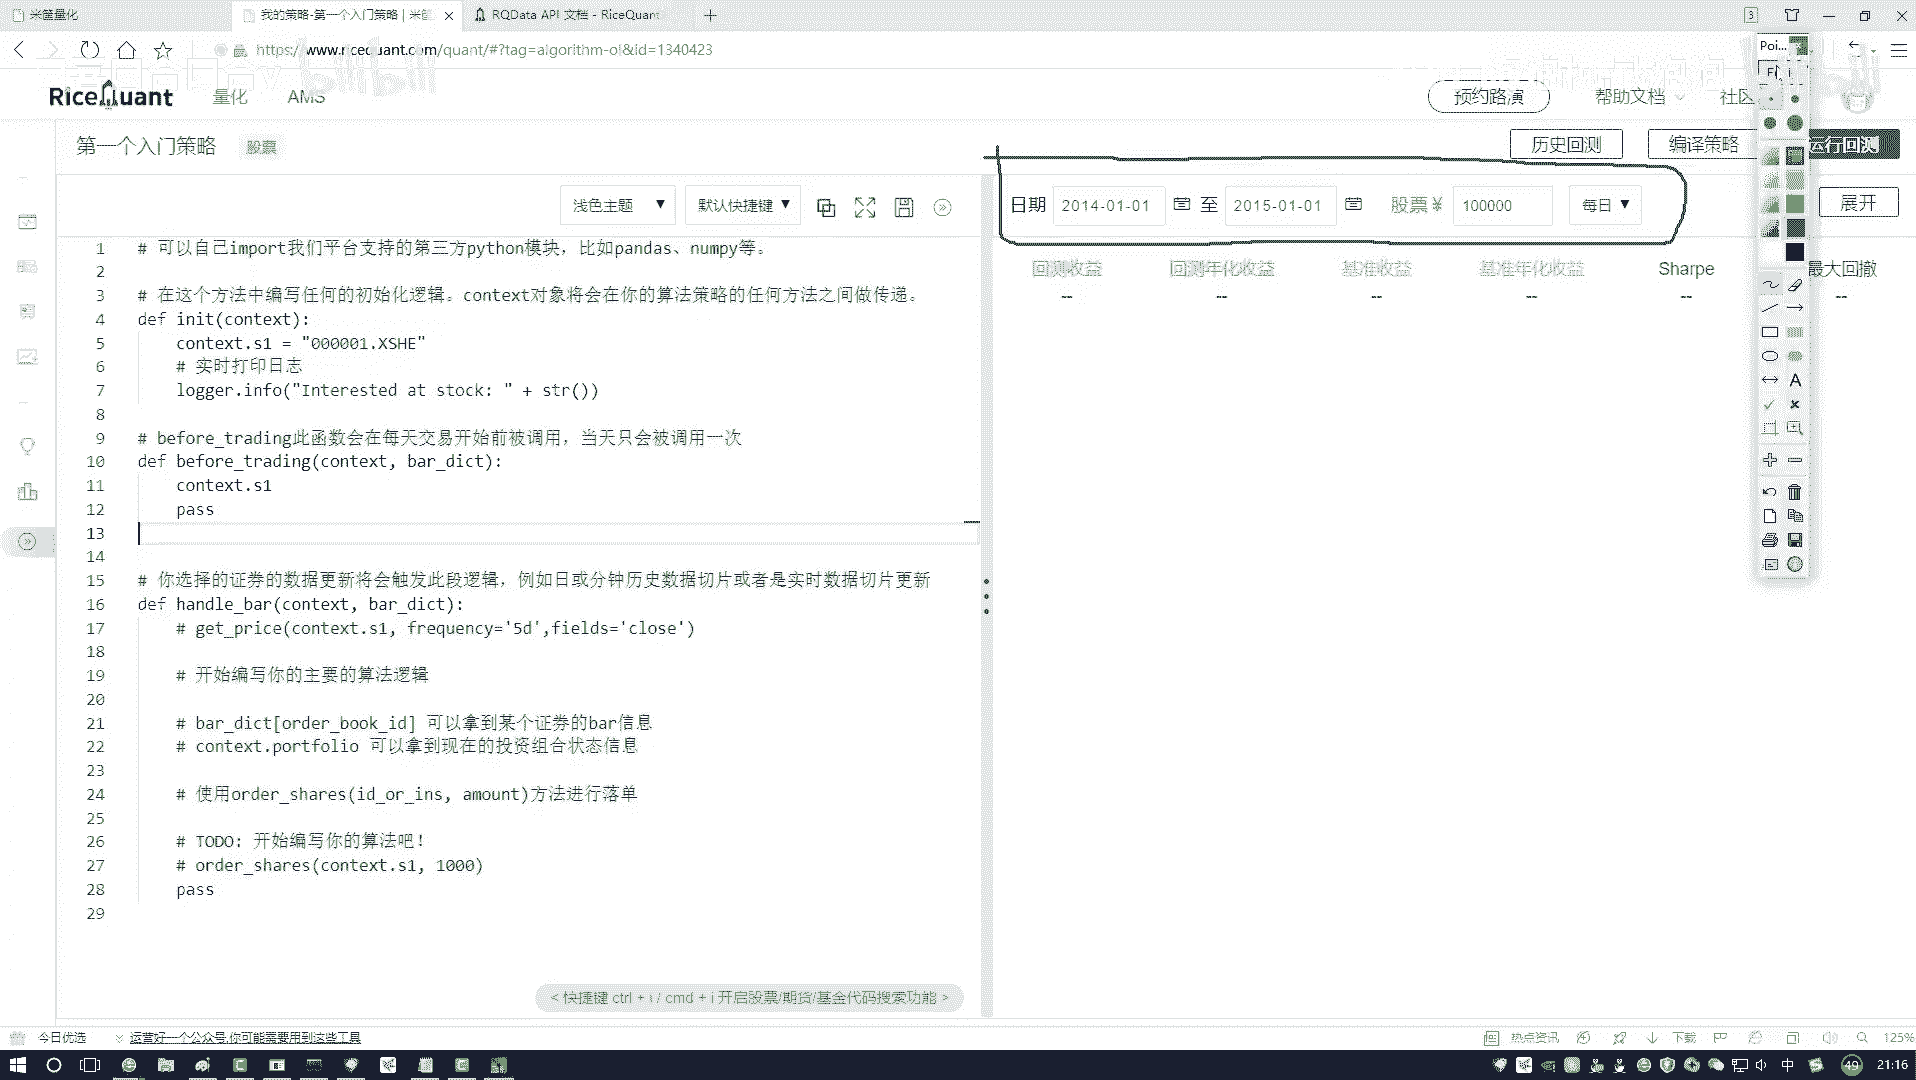 米筐量化
我的策略-第一个入门策略 | 米筐
RQData API 文档 - RiceQuant
https://www.ricequant.com/quant/#?tag=algorithm-ol&id=1340423
RiceQuant
量化
AMS
预约路演
帮助文档
社区
第一个入门策略
股票
历史回测
编译策略
运行回测
浅色主题
默认快捷键
日期
2014-01-01
至
2015-01-01
股票¥
100000
每日
展开
回测收益
回测年化收益
基准收益
基准年化收益
Sharpe
最大回撤
--
--
--
--
--
--
1 # 可以自己import我们平台支持的第三方python模块，比如pandas、numpy等。
2
3 # 在这个方法中编写任何的初始化逻辑。context对象将会在你的算法策略的任何方法之间做传递。
4 def init(context):
5 context.s1 = "000001.XSHE"
6 # 实时打印日志
7 logger.info("Interested at stock: " + str())
8
9 # before_trading此函数会在每天交易开始前被调用，当天只会被调用一次
10 def before_trading(context, bar_dict):
11 context.s1
12 pass
13
14
15 # 你选择的证券的数据更新将会触发此段逻辑，例如日或分钟历史数据切片或者是实时数据切片更新
16 def handle_bar(context, bar_dict):
17 # get_price(context.s1, frequency='5d',fields='close')
18
19 # 开始编写你的主要的算法逻辑
20
21 # bar_dict[order_book_id] 可以拿到某个证券的bar信息
22 # context.portfolio 可以拿到现在的投资组合状态信息
23
24 # 使用order_shares(id_or_ins, amount)方法进行落单
25
26 # TODO: 开始编写你的算法吧！
27 # order_shares(context.s1, 1000)
28 pass
29
< 快捷键 ctrl + i / cmd + i 开启股票/期货/基金代码搜索功能 >
Poi...
A
3
今日优选
运营好一个公众号,你可能需要用到这些工具
热点资讯
下载
125%
中
49
21:16